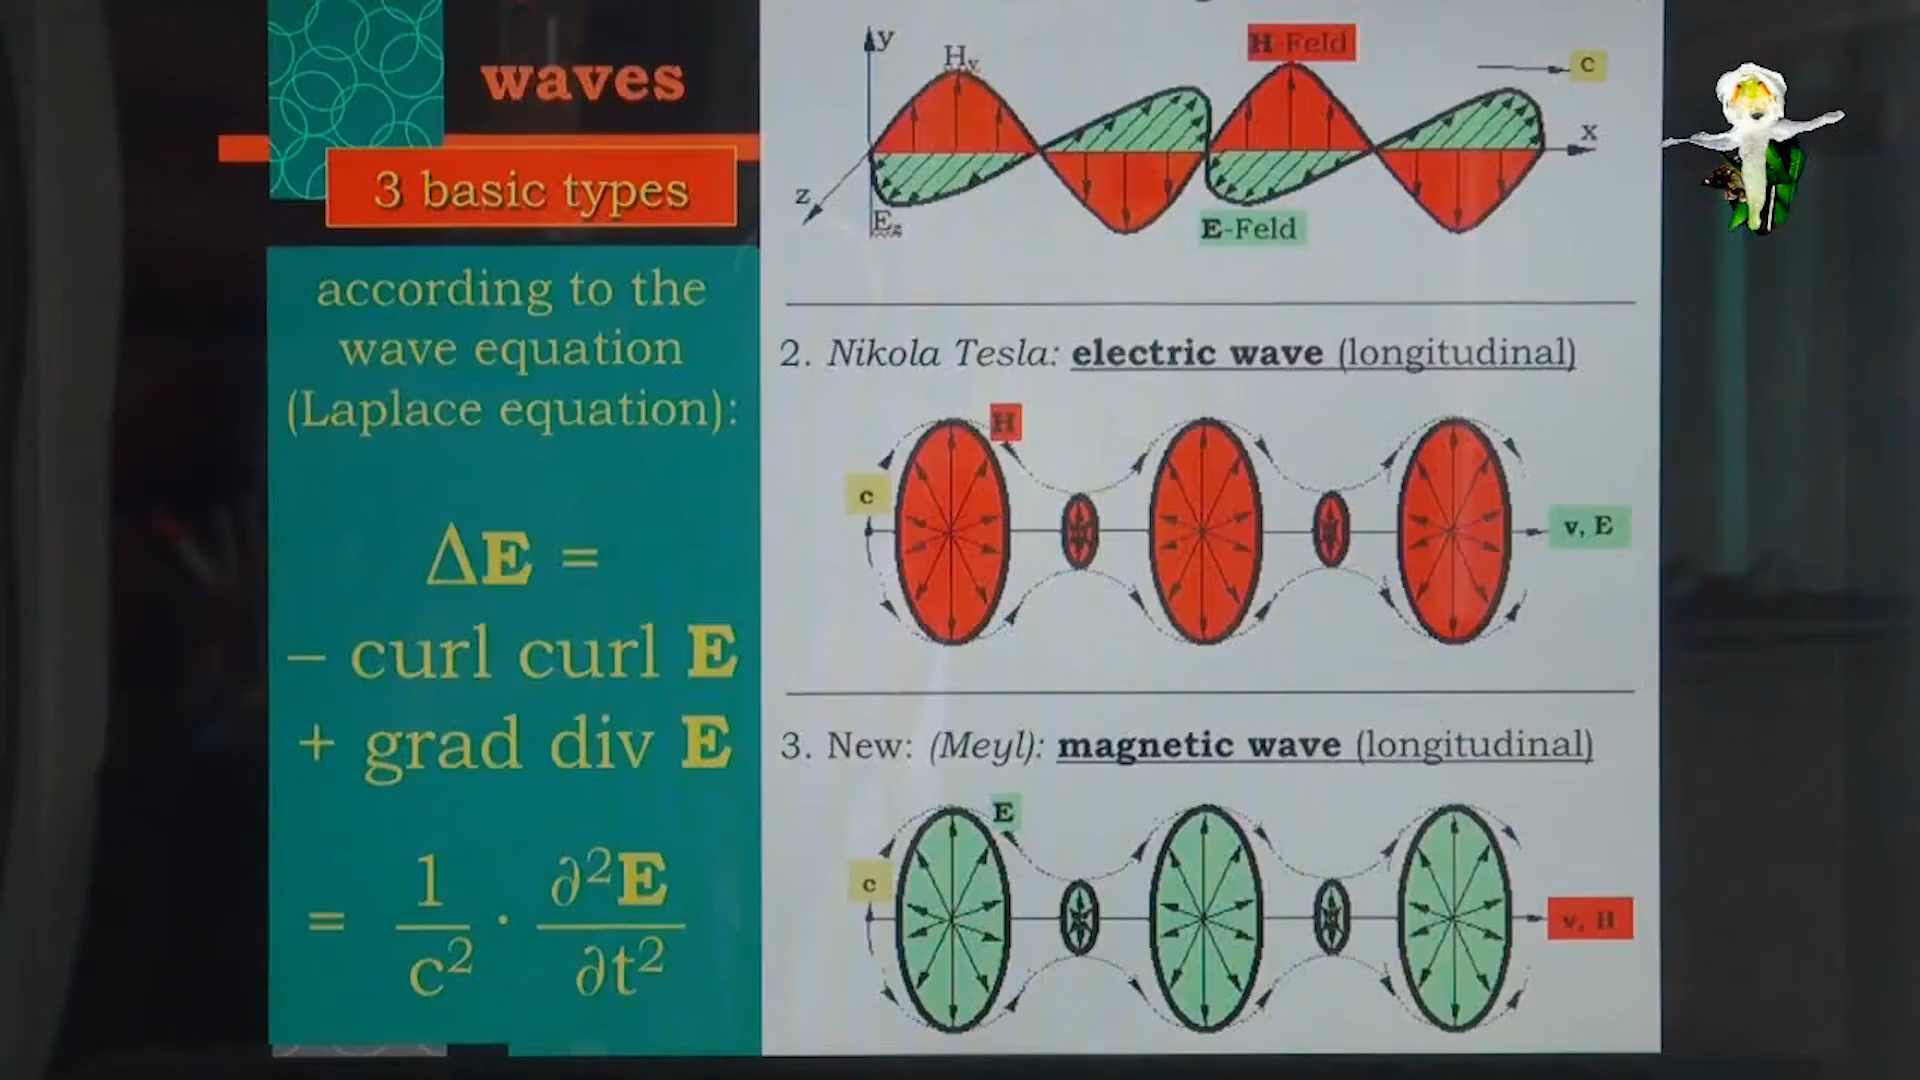 waves
3 basic types
according to the
wave equation
(Laplace equation):
ΔE =
– curl curl E
+ grad div E
= 1/c² · ∂²E/∂t²
y
Hy
H-Feld
c
x
z
Ez
E-Feld
2. Nikola Tesla: electric wave (longitudinal)
H
c
v, E
3. New: (Meyl): magnetic wave (longitudinal)
E
c
v, H